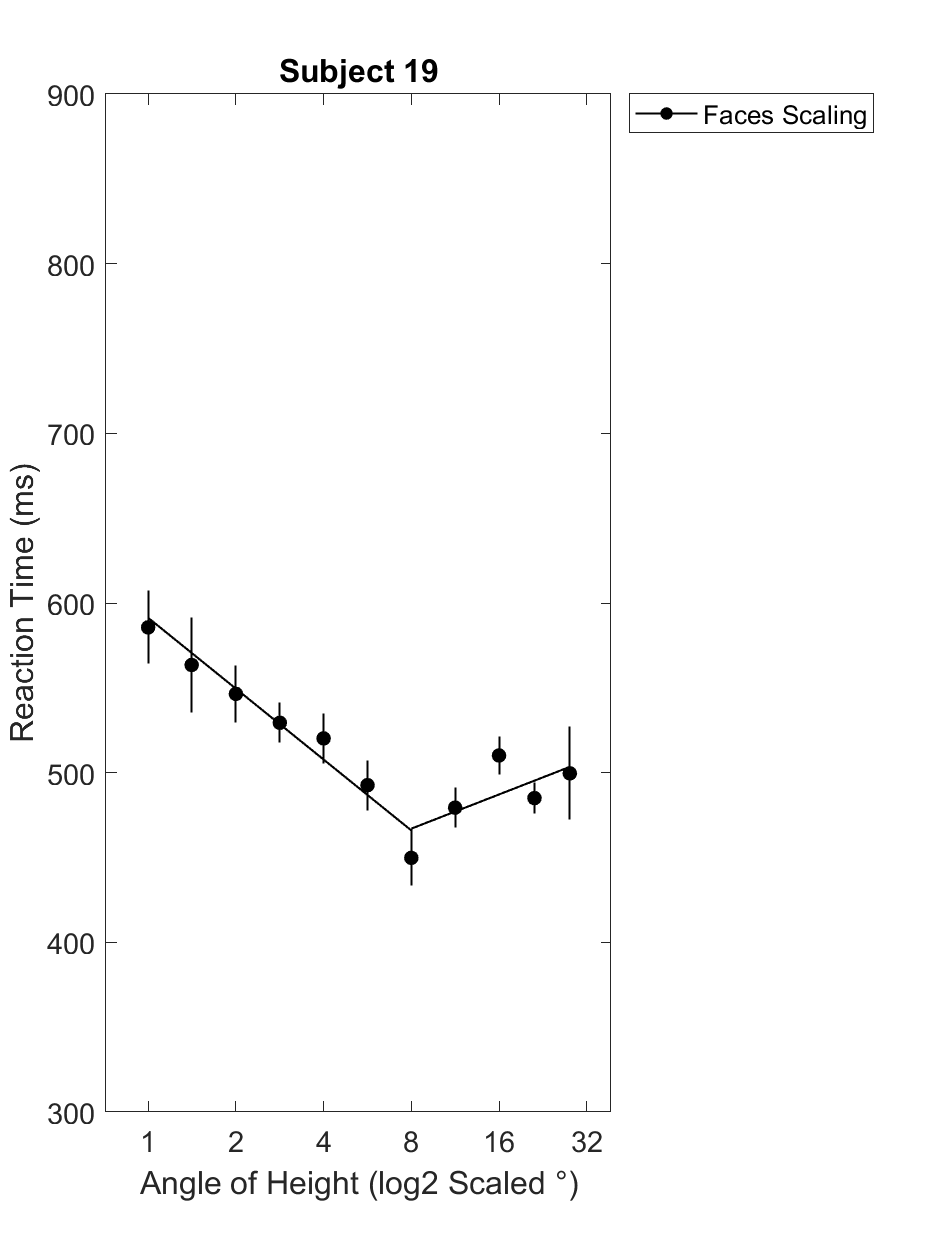 Subject 19
Faces Scaling
900
800
700
600
500
400
300
Reaction Time (ms)
1 2 4 8 16 32
Angle of Height (log2 Scaled °)